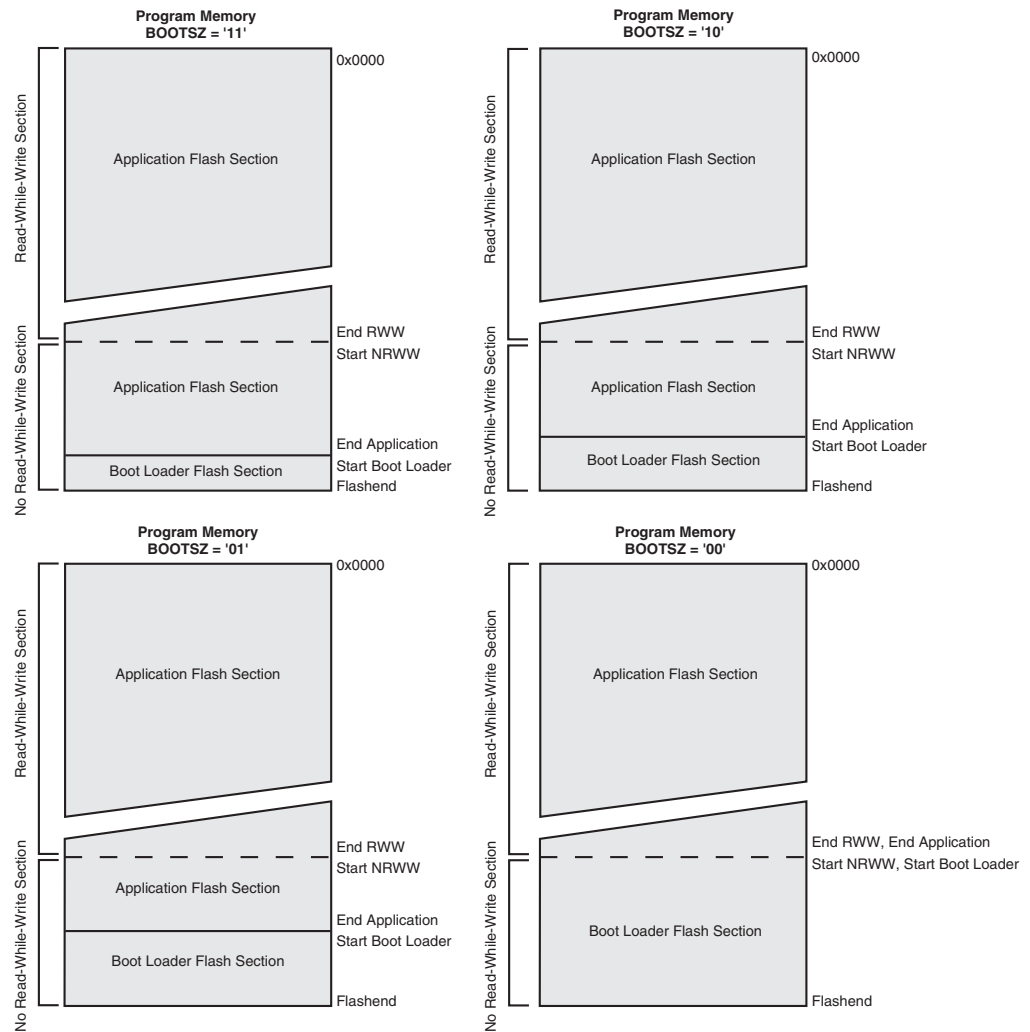 Program Memory
BOOTSZ = '11'
0x0000
Read-While-Write Section
Application Flash Section
End RWW
Start NRWW
No Read-While-Write Section
Application Flash Section
End Application
Start Boot Loader
Boot Loader Flash Section
Flashend
Program Memory
BOOTSZ = '10'
0x0000
Read-While-Write Section
Application Flash Section
End RWW
Start NRWW
No Read-While-Write Section
Application Flash Section
End Application
Start Boot Loader
Boot Loader Flash Section
Flashend
Program Memory
BOOTSZ = '01'
0x0000
Read-While-Write Section
Application Flash Section
End RWW
Start NRWW
No Read-While-Write Section
Application Flash Section
End Application
Start Boot Loader
Boot Loader Flash Section
Flashend
Program Memory
BOOTSZ = '00'
0x0000
Read-While-Write Section
Application Flash Section
End RWW, End Application
Start NRWW, Start Boot Loader
No Read-While-Write Section
Boot Loader Flash Section
Flashend